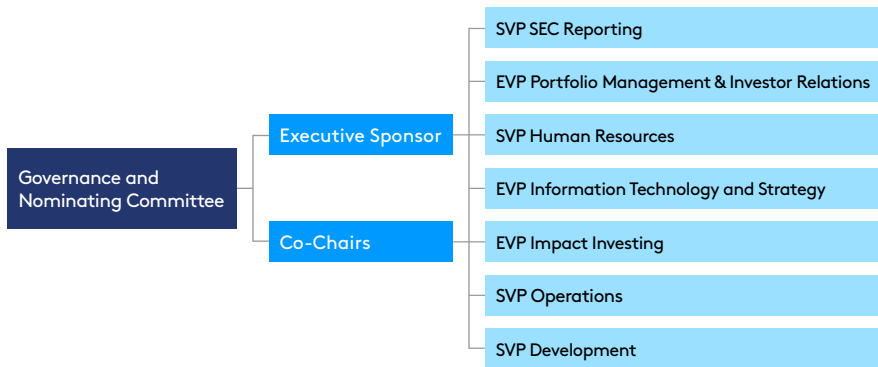 Governance and
Nominating Committee
Executive Sponsor
Co-Chairs
SVP SEC Reporting
EVP Portfolio Management & Investor Relations
SVP Human Resources
EVP Information Technology and Strategy
EVP Impact Investing
SVP Operations
SVP Development